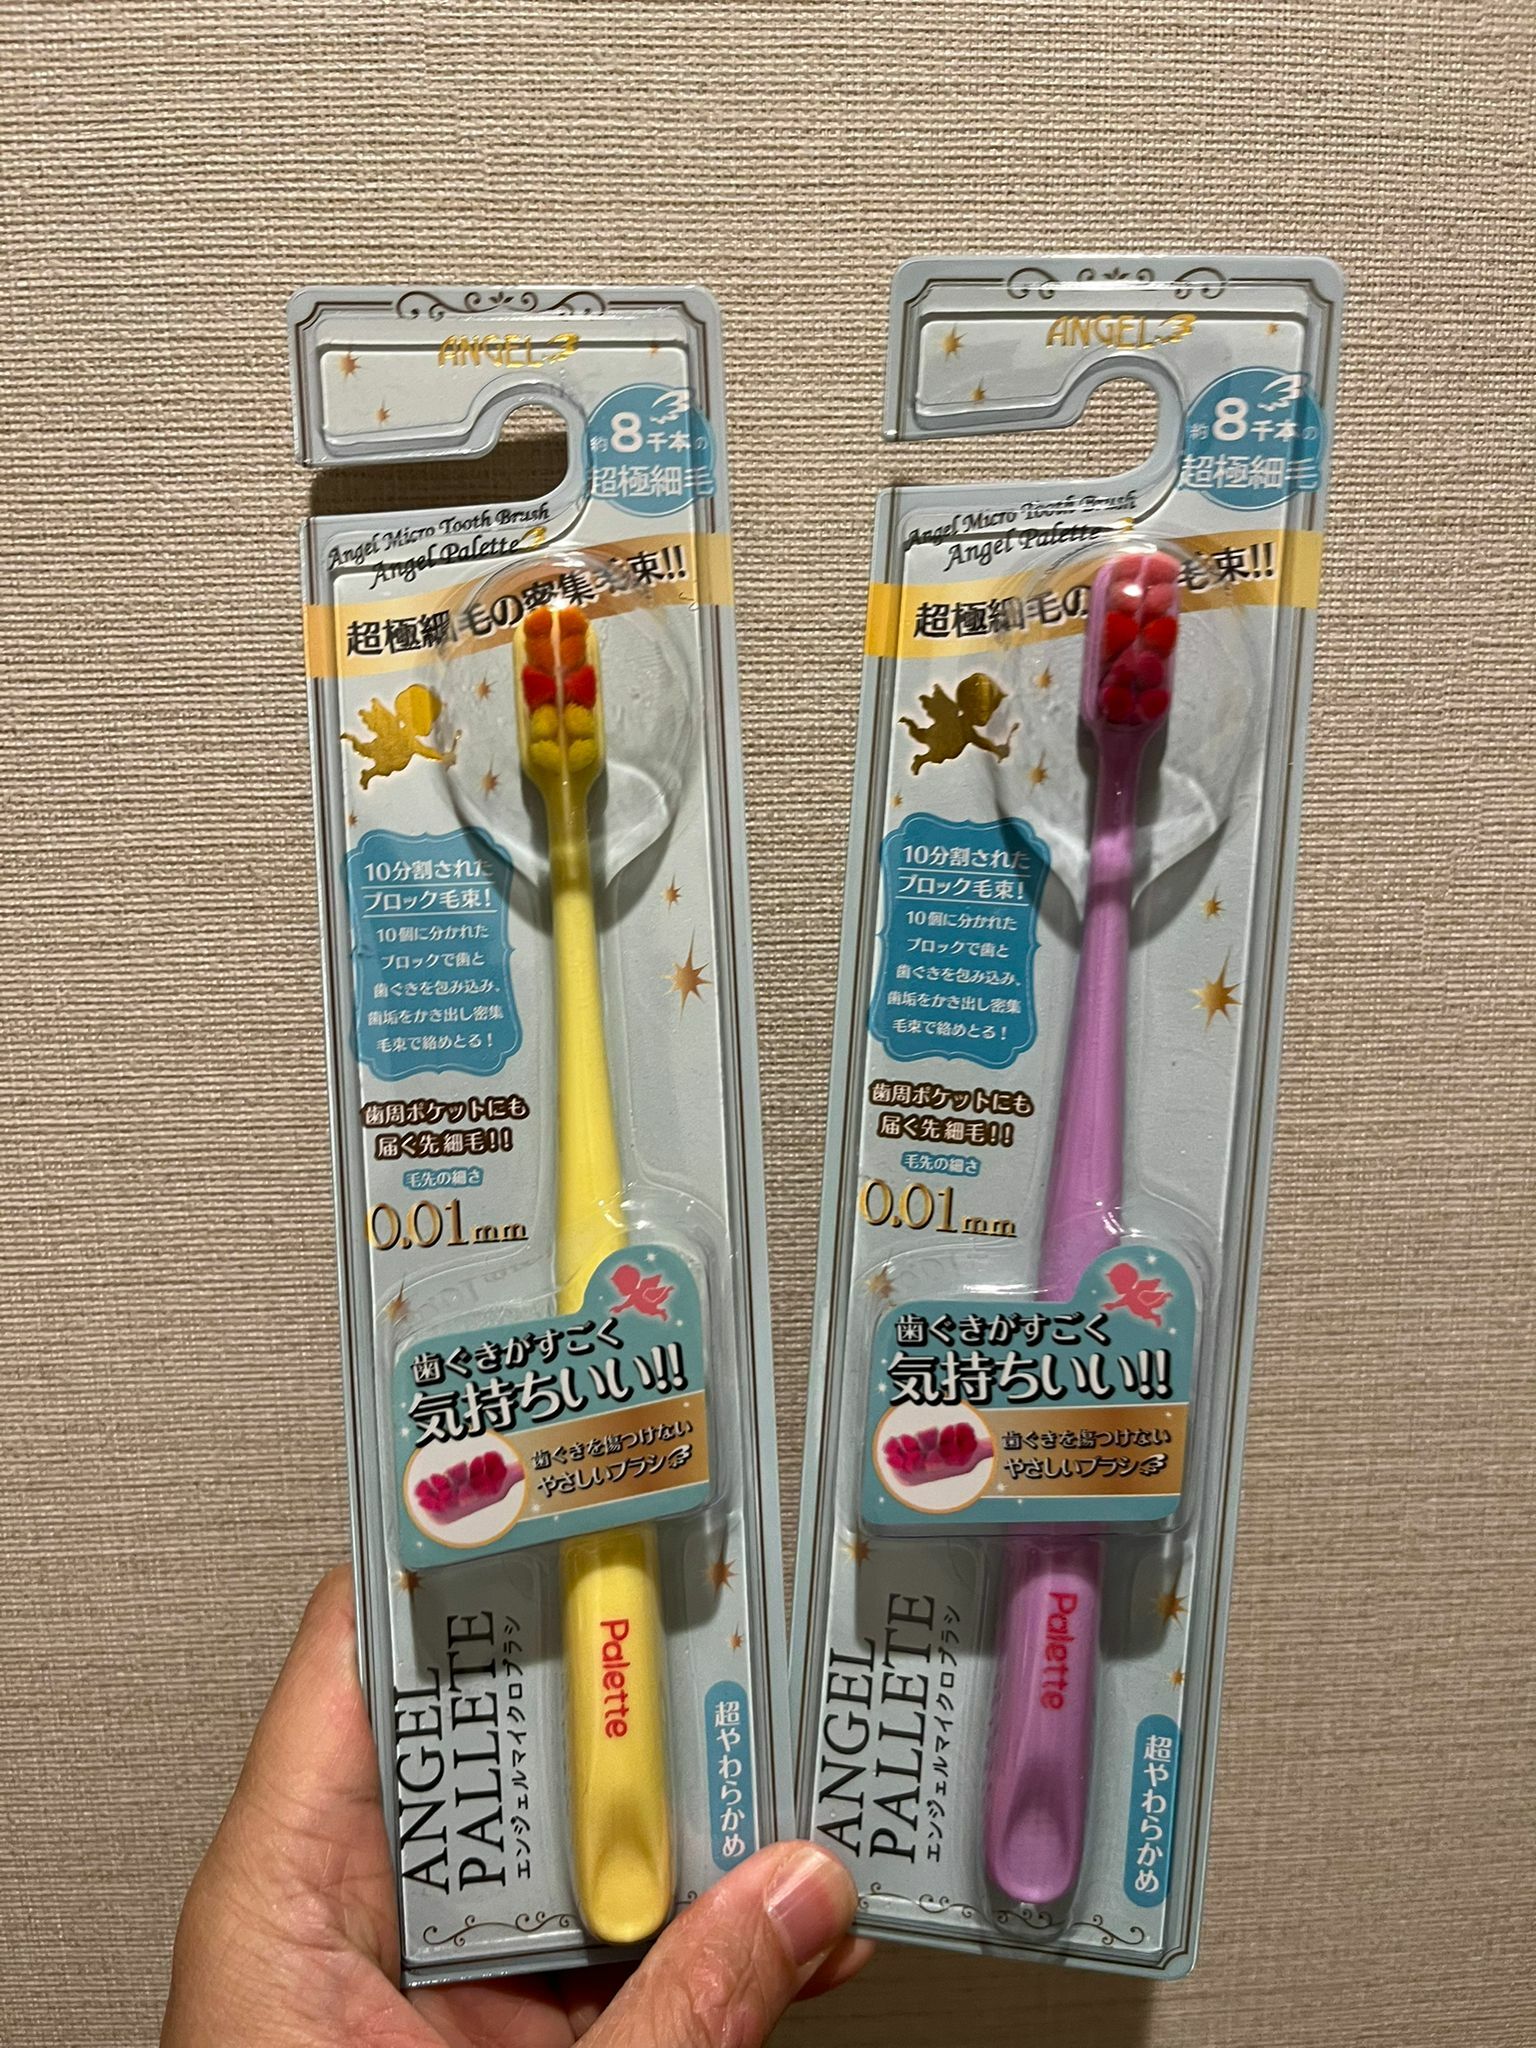 ANGEL
約8千本の
超極細毛
Angel Micro Tooth Brush
Angel Palette
超極細毛の密集毛束!!
10分割された
ブロック毛束!
10個に分かれた
ブロックで歯と
歯ぐきを包み込み、
歯垢をかき出し密集
毛束で絡めとる!
歯周ポケットにも
届く先細毛!!
毛先の細さ
0.01mm
歯ぐきがすごく
気持ちいい!!
歯ぐきを傷つけない
やさしいブラシ
Palette
ANGEL
PALLETE
エンジェルマイクロブラシ
超やわらかめ
ANGEL
約8千本の
超極細毛
Angel Micro Tooth Brush
Angel Palette
超極細毛の
毛束!!
10分割された
ブロック毛束!
10個に分かれた
ブロックで歯と
歯ぐきを包み込み、
歯垢をかき出し密集
毛束で絡めとる!
歯周ポケットにも
届く先細毛!!
毛先の細さ
0.01mm
歯ぐきがすごく
気持ちいい!!
歯ぐきを傷つけない
やさしいブラシ
Palette
ANGEL
PALLETE
エンジェルマイクロブラシ
超やわらかめ